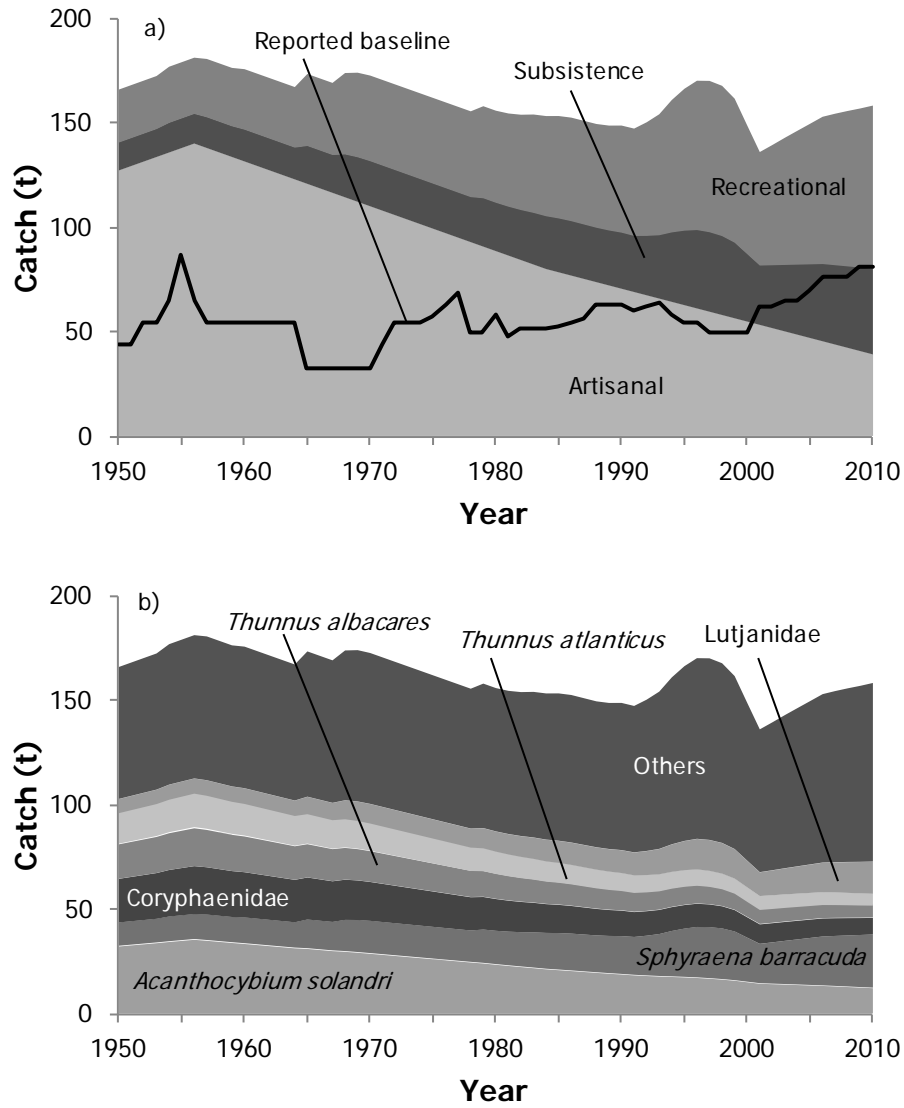 a)
200
150
100
50
0
Catch (t)
Reported baseline
Subsistence
Recreational
Artisanal
1950 1960 1970 1980 1990 2000 2010
Year
b)
200
150
100
50
0
Catch (t)
Thunnus albacares
Thunnus atlanticus
Lutjanidae
Others
Coryphaenidae
Sphyraena barracuda
Acanthocybium solandri
1950 1960 1970 1980 1990 2000 2010
Year